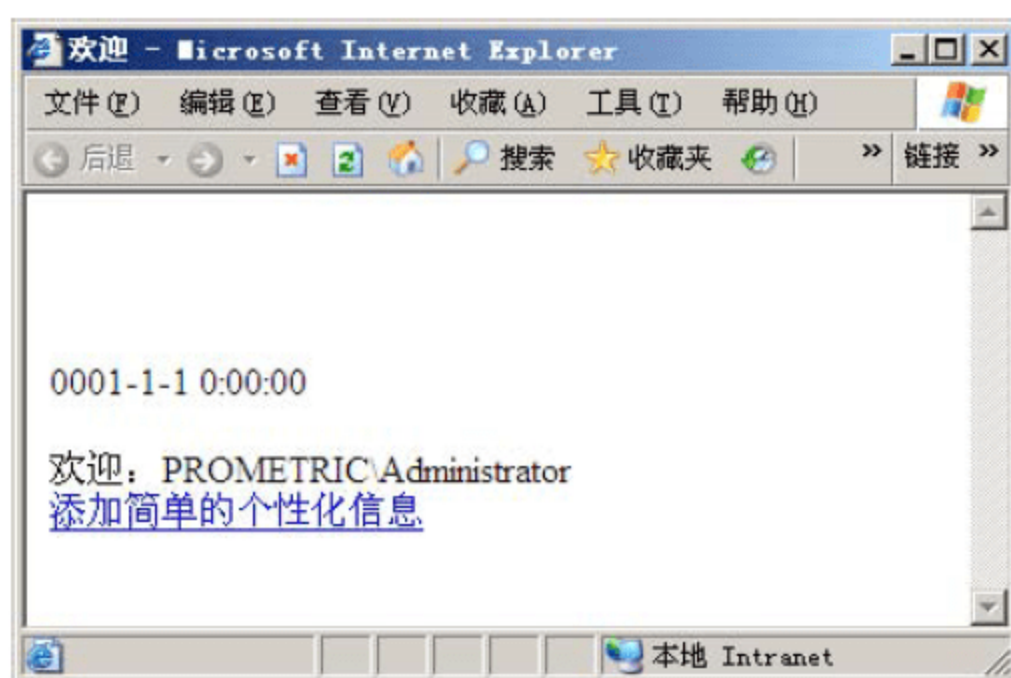 欢迎 - Microsoft Internet Explorer
文件(F) 编辑(E) 查看(V) 收藏(A) 工具(T) 帮助(H)
后退 搜索 收藏夹 » 链接 »
0001-1-1 0:00:00
欢迎：PROMETRIC\Administrator
添加简单的个性化信息
本地 Intranet